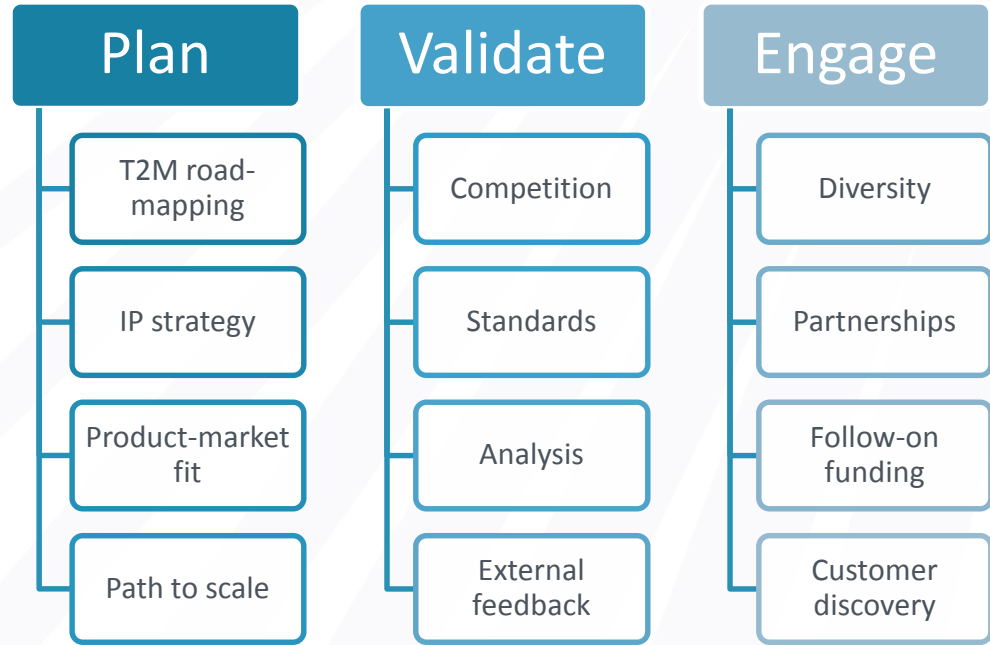 Plan
T2M road-
mapping
IP strategy
Product-market
fit
Path to scale
Validate
Competition
Standards
Analysis
External
feedback
Engage
Diversity
Partnerships
Follow-on
funding
Customer
discovery